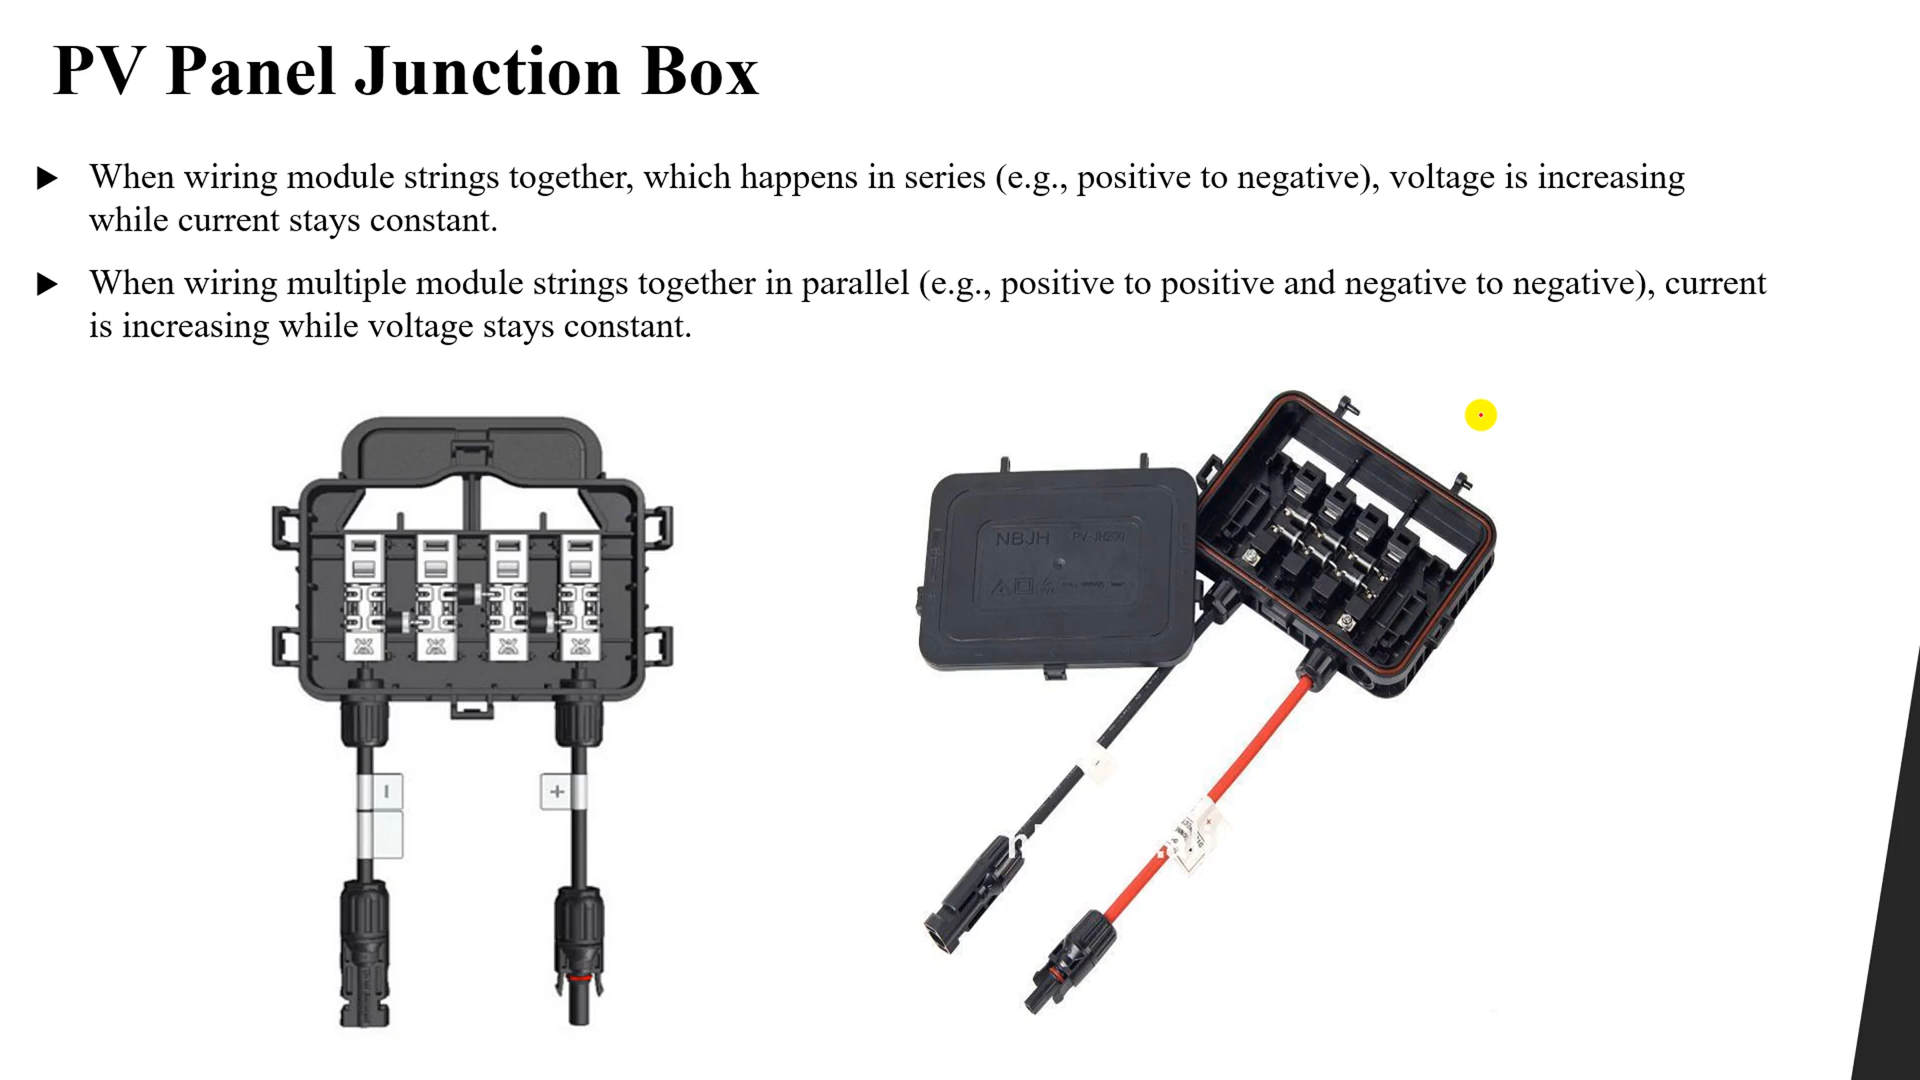 PV Panel Junction Box
When wiring module strings together, which happens in series (e.g., positive to negative), voltage is increasing
while current stays constant.
When wiring multiple module strings together in parallel (e.g., positive to positive and negative to negative), current
is increasing while voltage stays constant.
NBJH PV-JH200
-
+
-
+